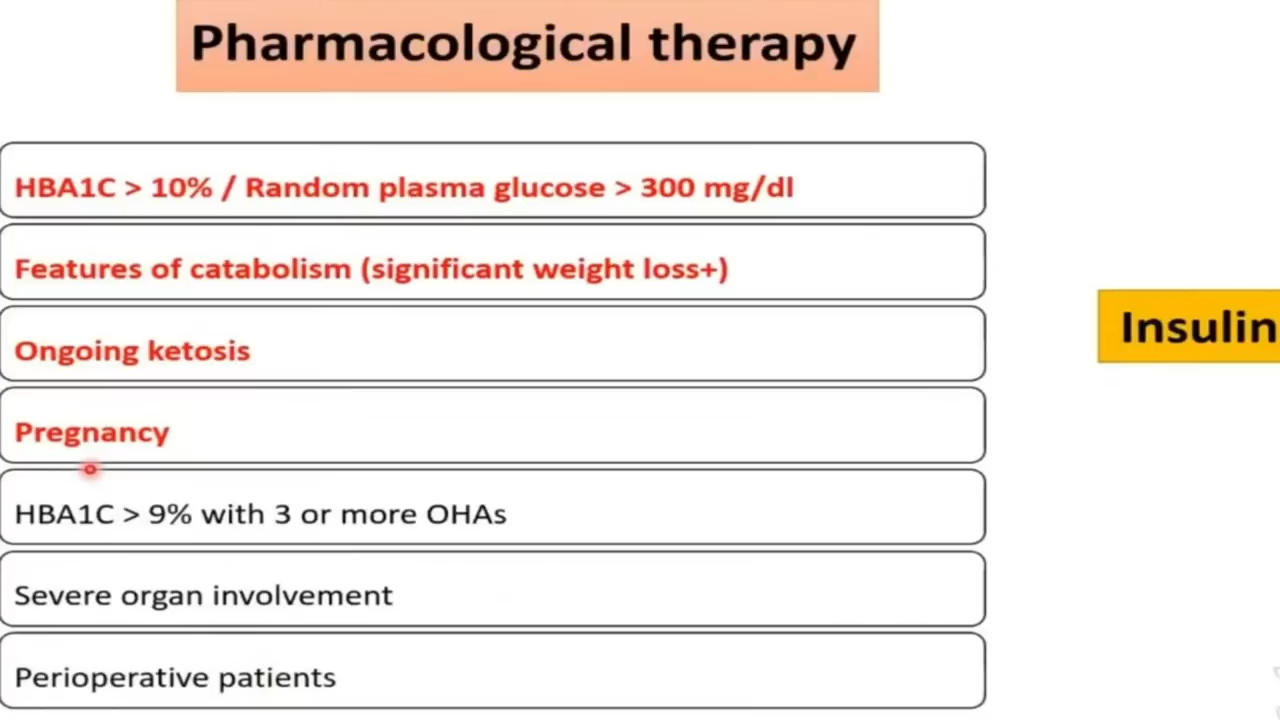 Pharmacological therapy
HBA1C > 10% / Random plasma glucose > 300 mg/dl
Features of catabolism (significant weight loss+)
Ongoing ketosis
Insulin
Pregnancy
HBA1C > 9% with 3 or more OHAs
Severe organ involvement
Perioperative patients